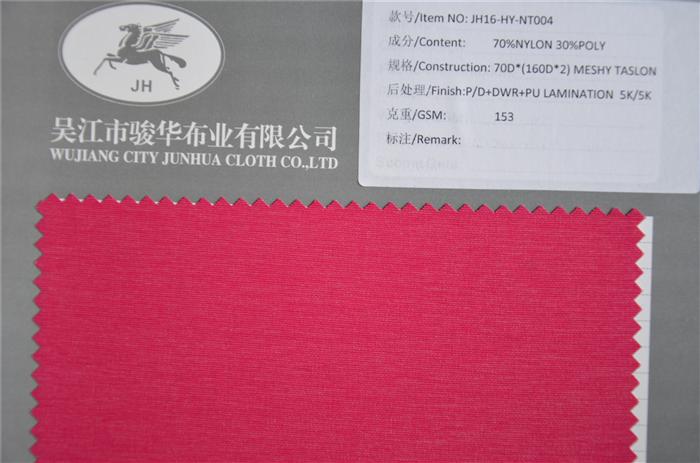 JH
吴江市骏华布业有限公司
WUJIANG CITY JUNHUA CLOTH CO.,LTD
款号/Item NO: JH16-HY-NT004
成分/Content: 70%NYLON 30%POLY
规格/Construction: 70D*(160D*2) MESHY TASLON
后处理/Finish:P/D+DWR+PU LAMINATION 5K/5K
克重/GSM: 153
标注/Remark: